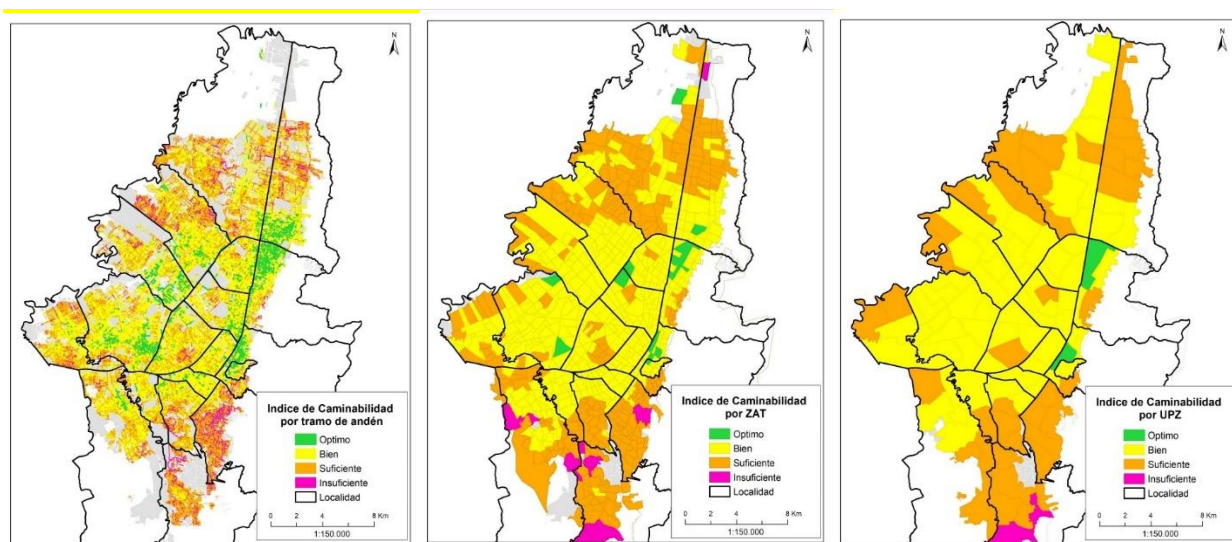 N
Indice de Caminabilidad
por tramo de andén
Optimo
Bien
Suficiente
Insuficiente
Localidad
0 2 4 8 Km
1:150.000
N
Indice de Caminabilidad
por ZAT
Optimo
Bien
Suficiente
Insuficiente
Localidad
0 2 4 8 Km
1:150.000
N
Indice de Caminabilidad
por UPZ
Optimo
Bien
Suficiente
Insuficiente
Localidad
0 2 4 8 Km
1:150.000